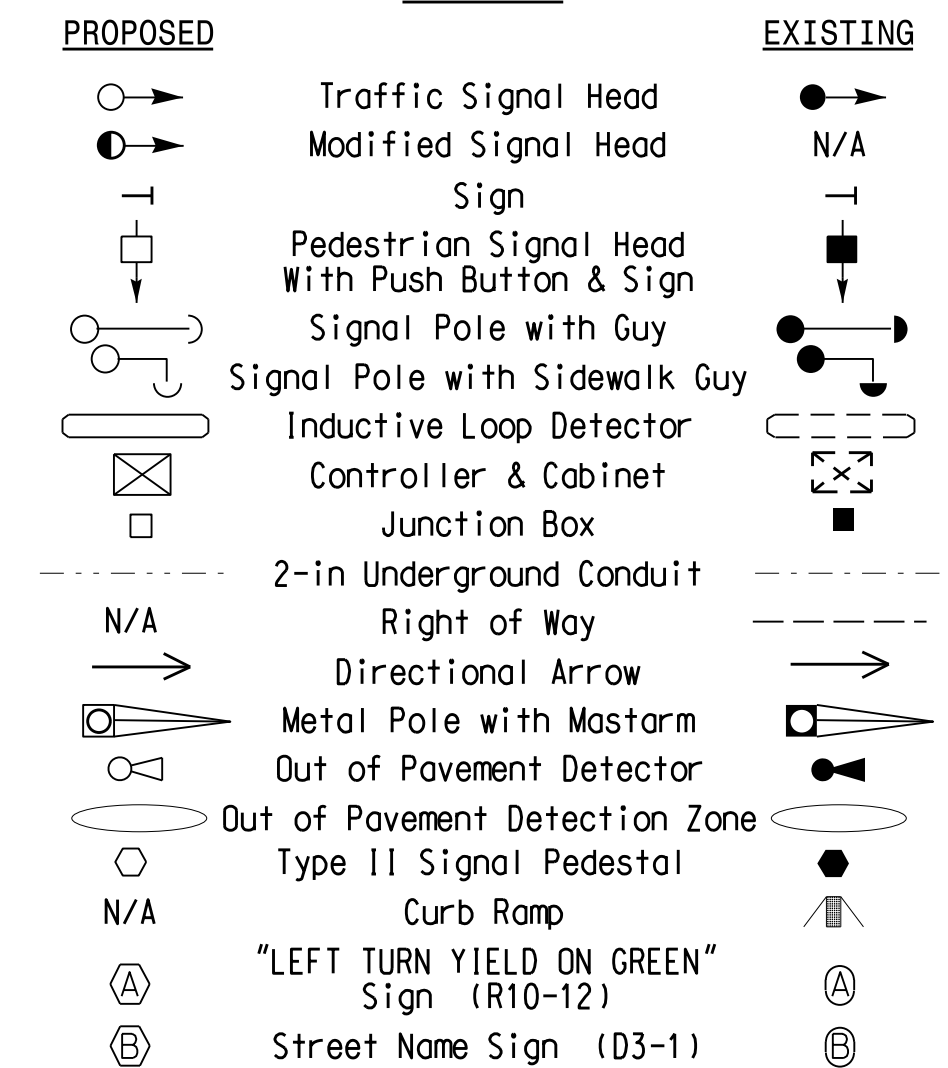 PROPOSED EXISTING
Traffic Signal Head
Modified Signal Head N/A
Sign
Pedestrian Signal Head
With Push Button & Sign
Signal Pole with Guy
Signal Pole with Sidewalk Guy
Inductive Loop Detector
Controller & Cabinet
Junction Box
2-in Underground Conduit
N/A Right of Way
Directional Arrow
Metal Pole with Mastarm
Out of Pavement Detector
Out of Pavement Detection Zone
Type II Signal Pedestal
N/A Curb Ramp
"LEFT TURN YIELD ON GREEN"
A Sign (R10-12) A
B Street Name Sign (D3-1) B